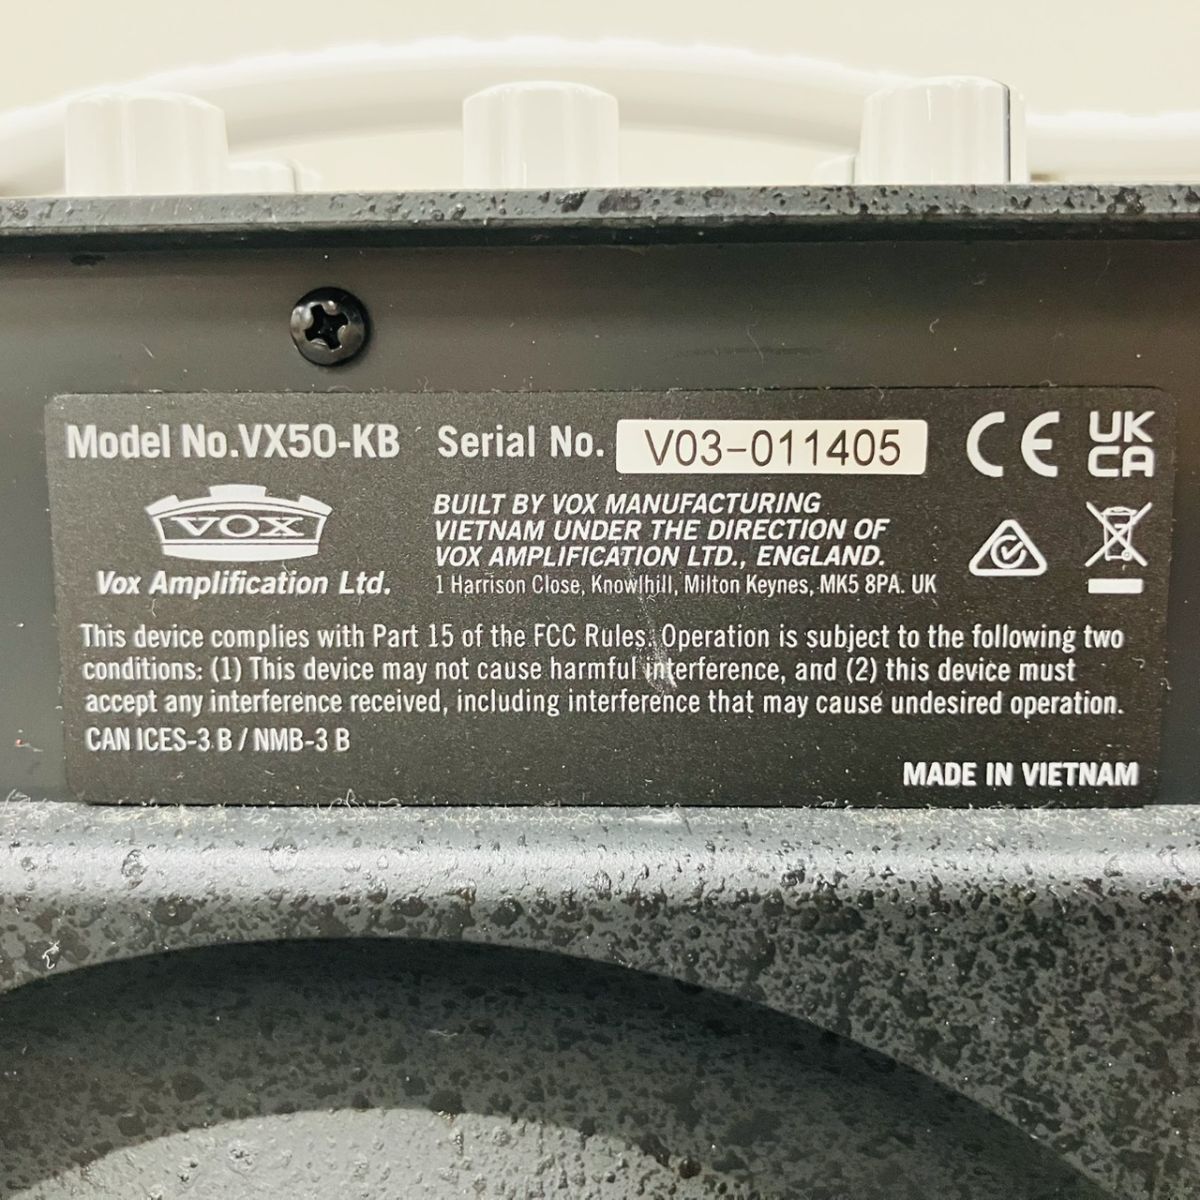 Model No.VX50-KB Serial No. V03-011405 CE UK CA
VOX
Vox Amplification Ltd.
BUILT BY VOX MANUFACTURING
VIETNAM UNDER THE DIRECTION OF
VOX AMPLIFICATION LTD., ENGLAND.
1 Harrison Close, Knowlhill, Milton Keynes, MK5 8PA. UK
This device complies with Part 15 of the FCC Rules. Operation is subject to the following two
conditions: (1) This device may not cause harmful interference, and (2) this device must
accept any interference received, including interference that may cause undesired operation.
CAN ICES-3 B / NMB-3 B
MADE IN VIETNAM